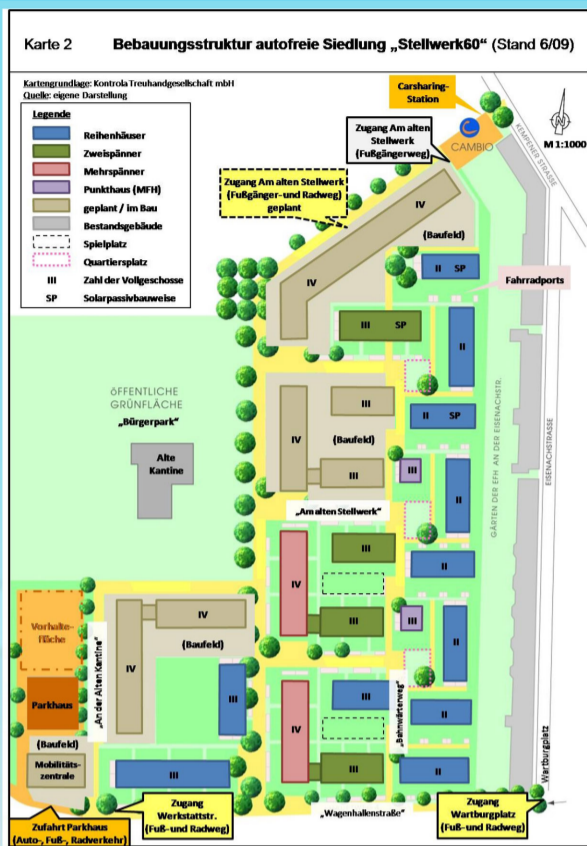 Karte 2 Bebauungsstruktur autofreie Siedlung „Stellwerk60“ (Stand 6/09)
Kartengrundlage: Kontrola Treuhandgesellschaft mbH
Quelle: eigene Darstellung
Legende
Reihenhäuser
Zweispänner
Mehrspänner
Punkthaus (MFH)
geplant / im Bau
Bestandsgebäude
Spielplatz
Quartiersplatz
III Zahl der Vollgeschosse
SP Solarpassivbauweise
Carsharing-
Station
N
M 1:1000
KEMPENER STRASSE
CAMBIO
Zugang Am alten
Stellwerk
(Fußgängerweg)
Zugang Am alten Stellwerk
(Fußgänger- und Radweg)
geplant
IV
(Baufeld)
IV
II SP
Fahrradports
III SP
II
ÖFFENTLICHE
GRÜNFLÄCHE
„Bürgerpark“
Alte
Kantine
III
IV
(Baufeld)
II SP
III
III
II
GÄRTEN DER EFH AN DER EISENACHSTR.
EISENACHSTRASSE
„Am alten Stellwerk“
III
IV
II
III
III
II
IV
(Baufeld)
IV
III
„An der Alten Kantine“
Vorhalte-
fläche
Parkhaus
(Baufeld)
Mobilitäts-
zentrale
III
III
IV
„Bahnwärterweg“
II
III
II
Wartburgplatz
„Wagenhallenstraße“
Zugang
Werkstattstr.
(Fuß- und Radweg)
Zugang
Wartburgplatz
(Fuß- und Radweg)
Zufahrt Parkhaus
(Auto-, Fuß-, Radverkehr)